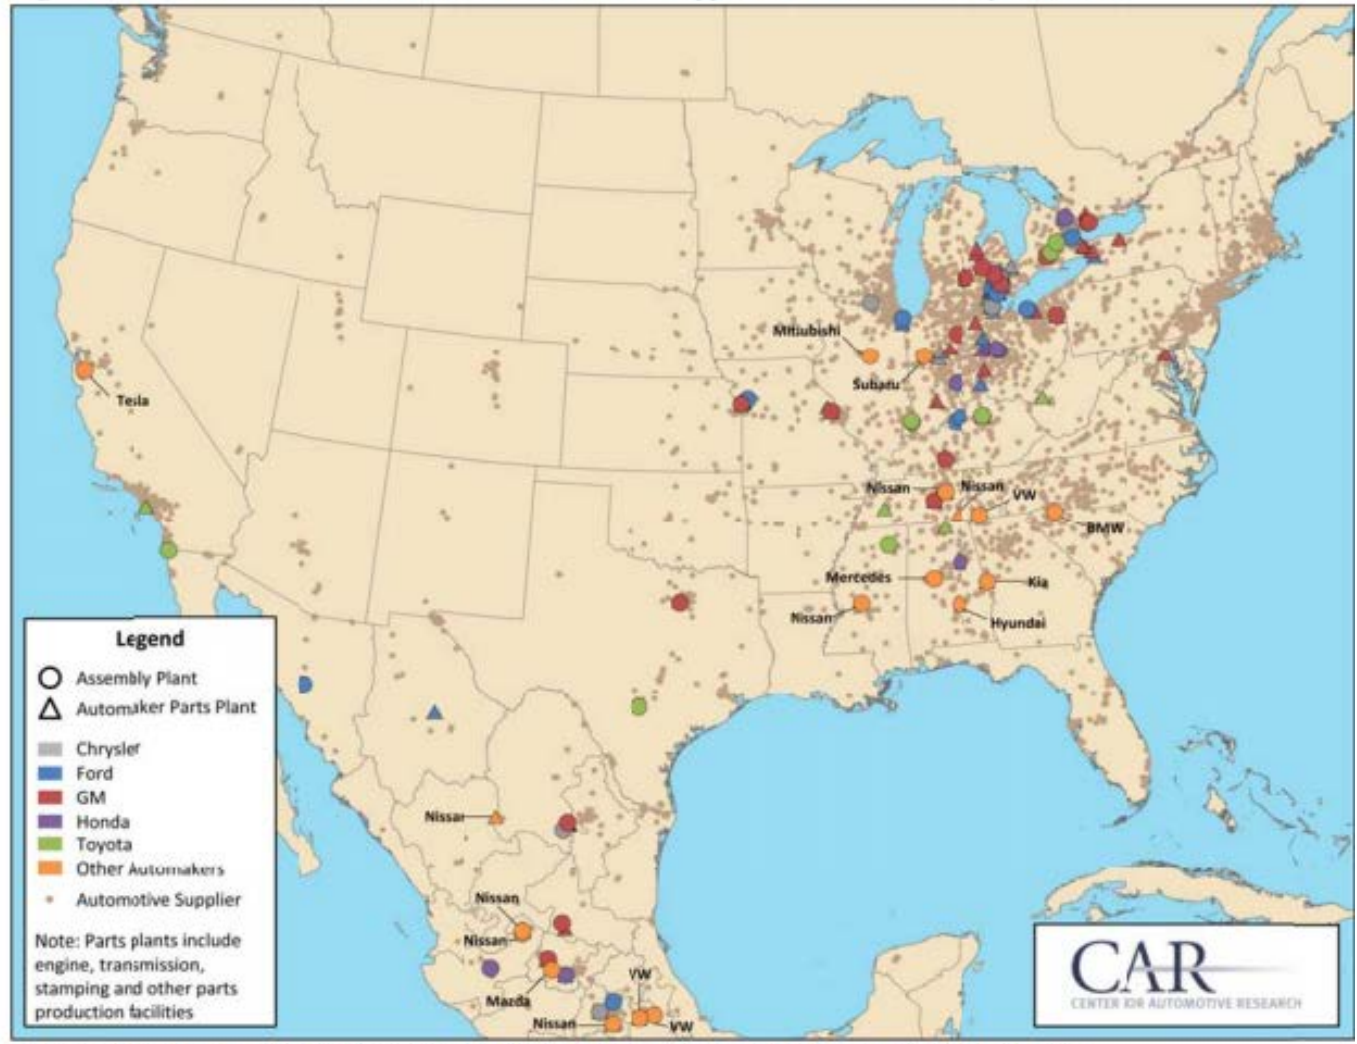 Mitsubishi
Subaru
Tesla
Nissan
Nissan
VW
BMW
Mercedes
Kia
Nissan
Hyundai
Legend
Assembly Plant
Automaker Parts Plant
Chrysler
Ford
GM
Honda
Toyota
Other Automakers
Automotive Supplier
Note: Parts plants include
engine, transmission,
stamping and other parts
production facilities
Nissan
Nissan
Nissan
Mazda
VW
Nissan
VW
CAR
CENTER FOR AUTOMOTIVE RESEARCH